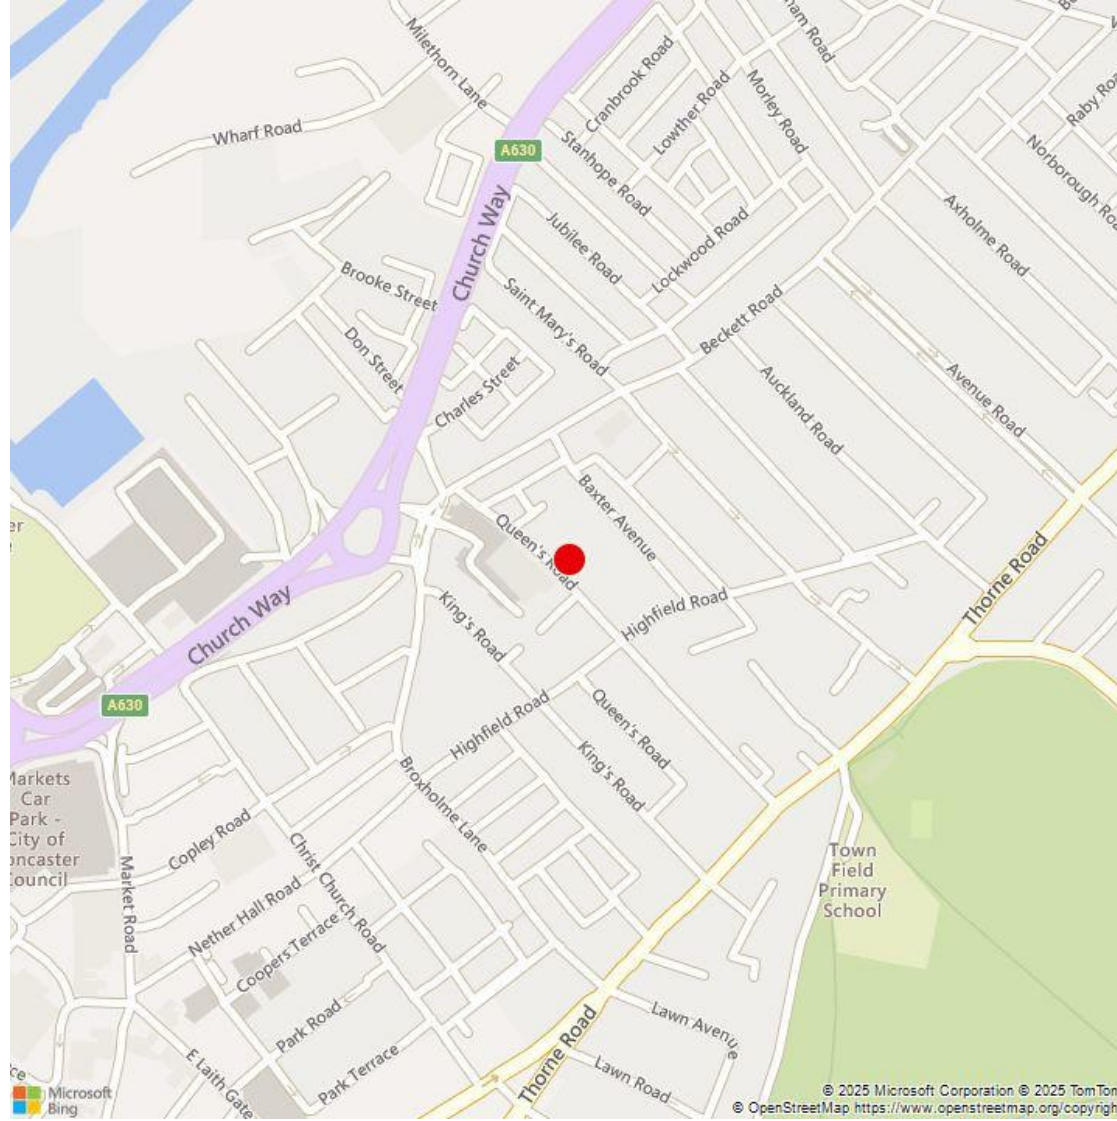 Milethorn Lane
Cranbrook Road
Lowther Road
Morley Road
Raby
Wharf Road
A630
Stanhope Road
Norborough
Church Way
Jubilee Road
Lockwood Road
Axholme Road
Brooke Street
Saint Mary's Road
Beckett Road
Don Street
Charles Street
Auckland Road
Avenue Road
Baxter Avenue
Queen's Road
Thorne Road
Highfield Road
King's Road
Church Way
A630
Highfield Road
Queen's Road
King's Road
Markets
Car
Park -
City of
oncaster
Council
Broxholme Lane
Copley Road
Christ Church Road
Market Road
Nether Hall Road
Coopers Terrace
Town
Field
Primary
School
Park Road
Park Terrace
E Laith Gate
Thorne Road
Lawn Avenue
Lawn Road
Microsoft
Bing
© 2025 Microsoft Corporation © 2025 TomTom
© OpenStreetMap https://www.openstreetmap.org/copyrigh